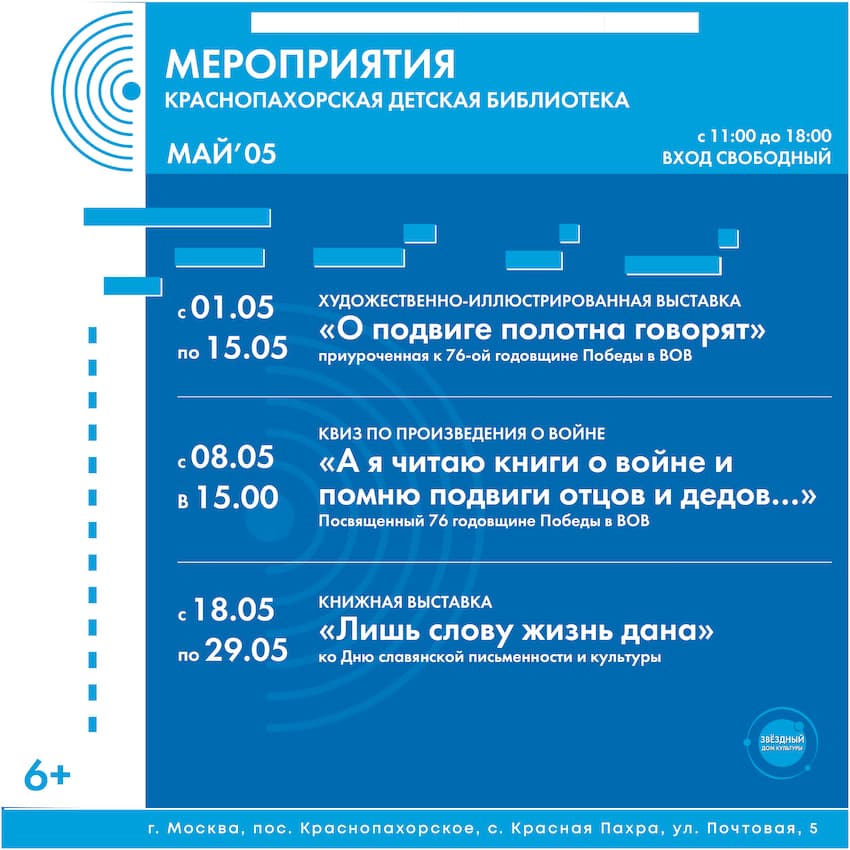 МЕРОПРИЯТИЯ
КРАСНОПАХОРСКАЯ ДЕТСКАЯ БИБЛИОТЕКА
МАЙ’05
с 11:00 до 18:00
ВХОД СВОБОДНЫЙ
с 01.05
по 15.05
ХУДОЖЕСТВЕННО-ИЛЛЮСТРИРОВАННАЯ ВЫСТАВКА
«О подвиге полотна говорят»
приуроченная к 76-ой годовщине Победы в ВОВ
с 08.05
В 15.00
КВИЗ ПО ПРОИЗВЕДЕНИЯ О ВОЙНЕ
«А я читаю книги о войне и
помню подвиги отцов и дедов...»
Посвященный 76 годовщине Победы в ВОВ
с 18.05
по 29.05
КНИЖНАЯ ВЫСТАВКА
«Лишь слову жизнь дана»
ко Дню славянской письменности и культуры
ЗВЁЗДНЫЙ
ДОМ КУЛЬТУРЫ
6+
г. Москва, пос. Краснопахорское, с. Красная Пахра, ул. Почтовая, 5